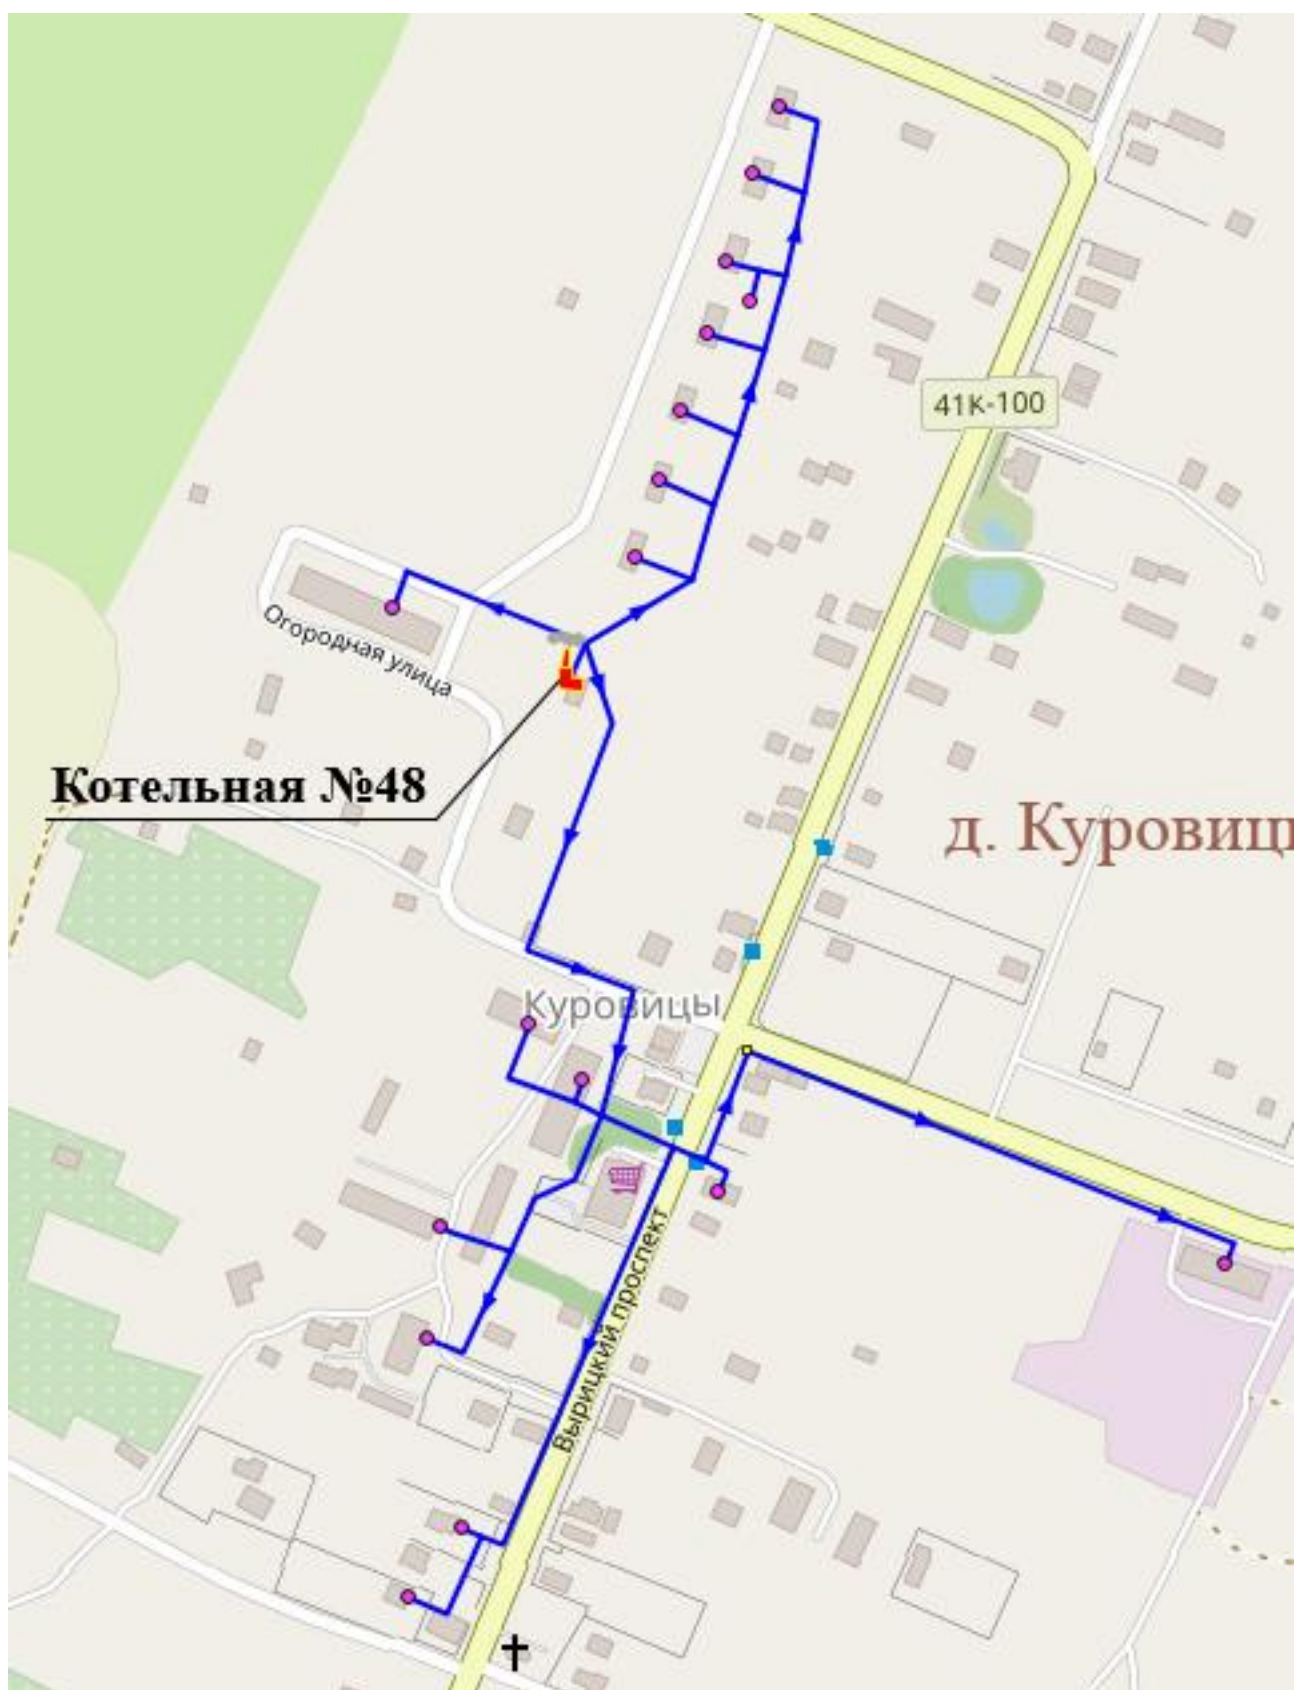 41К-100
Огородная улица
Котельная №48
д. Куровиц
Куровицы
Вырицкий проспект